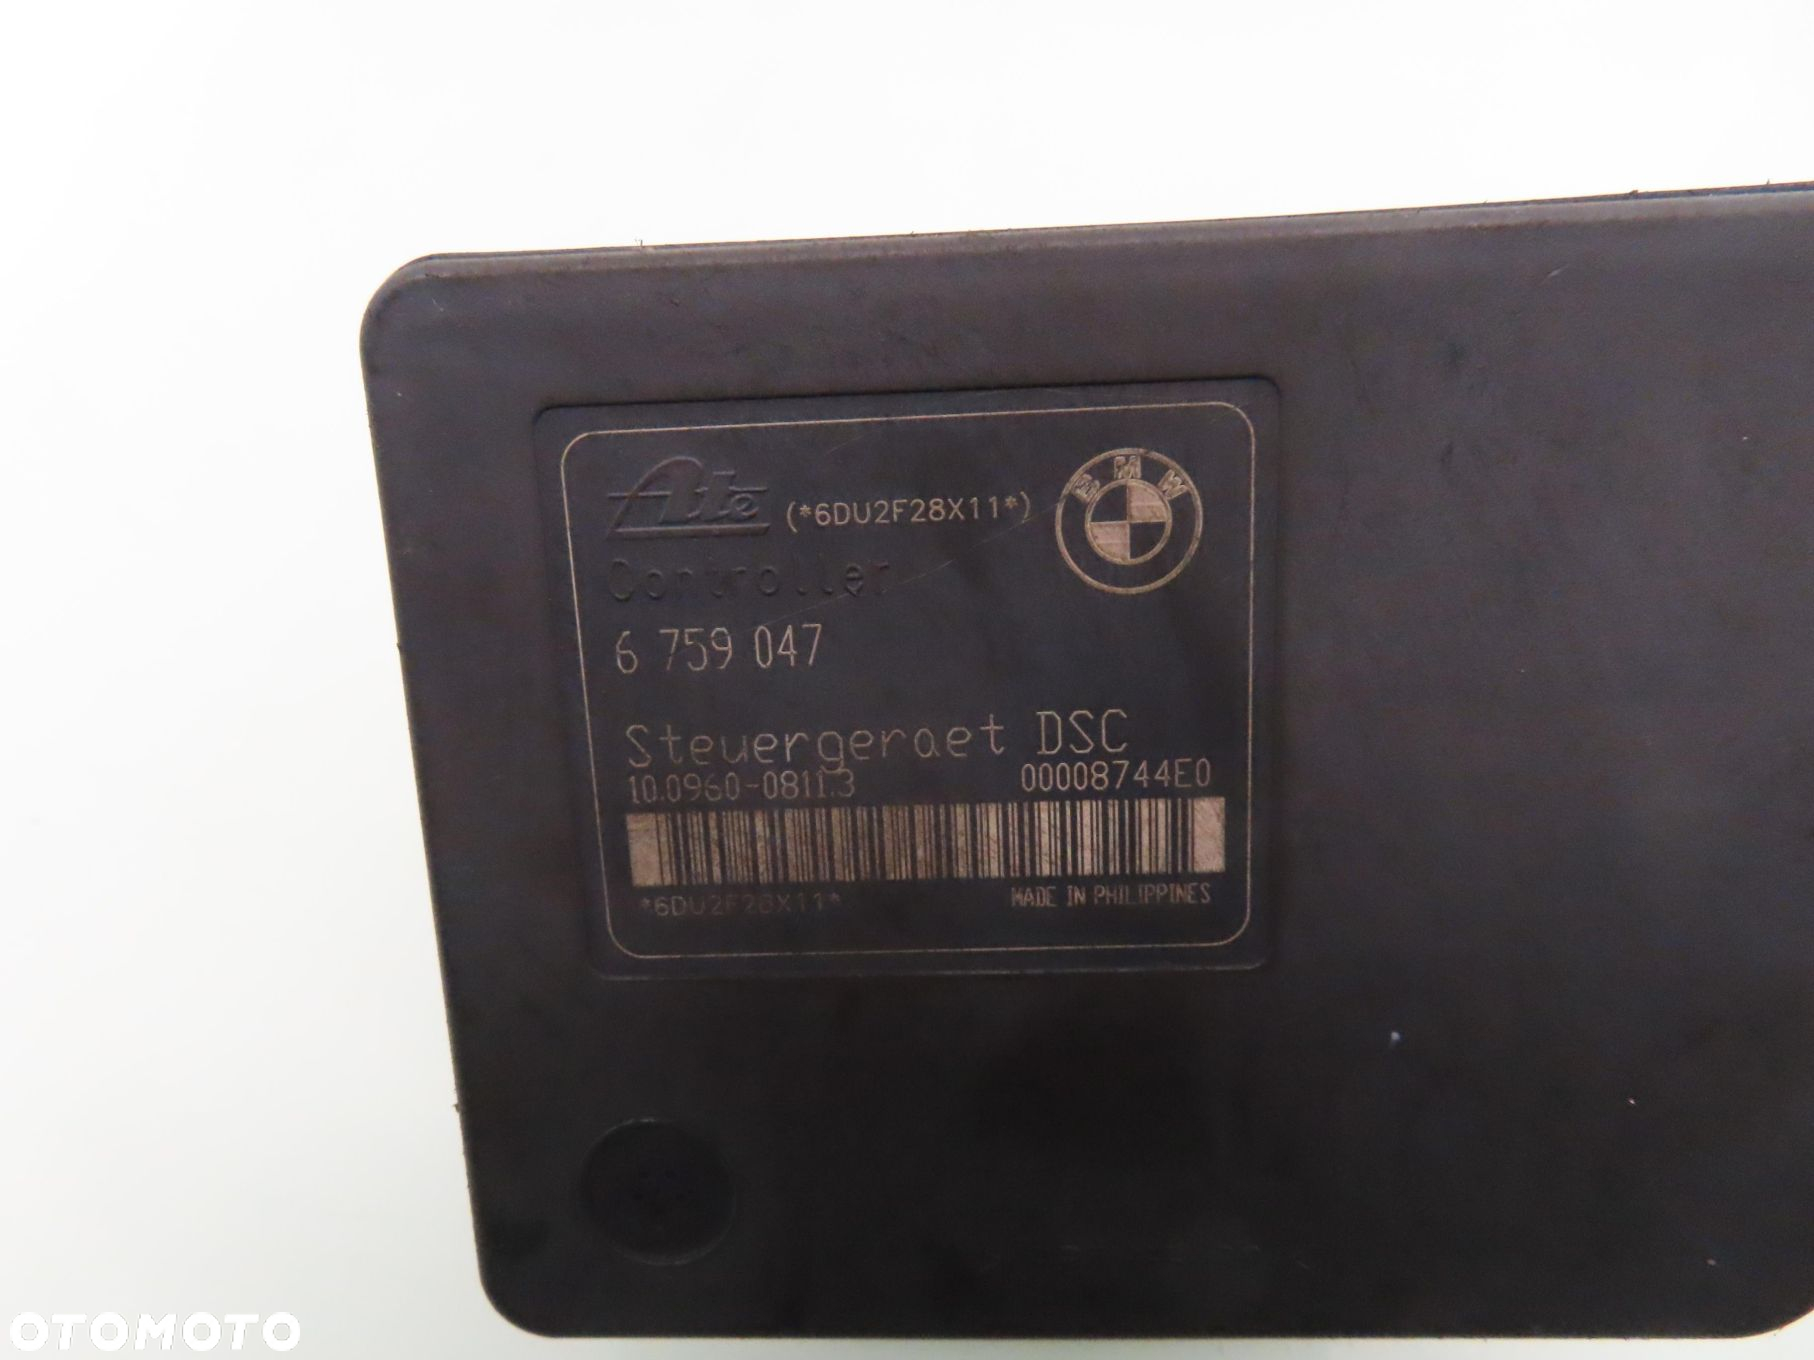 Ate (*6DU2F28X11*)
BMW
Controller
6 759 047
Steuergeraet DSC
10.0960-0811.3 00008744E0
*6DU2F28X11* MADE IN PHILIPPINES
OTOMOTO